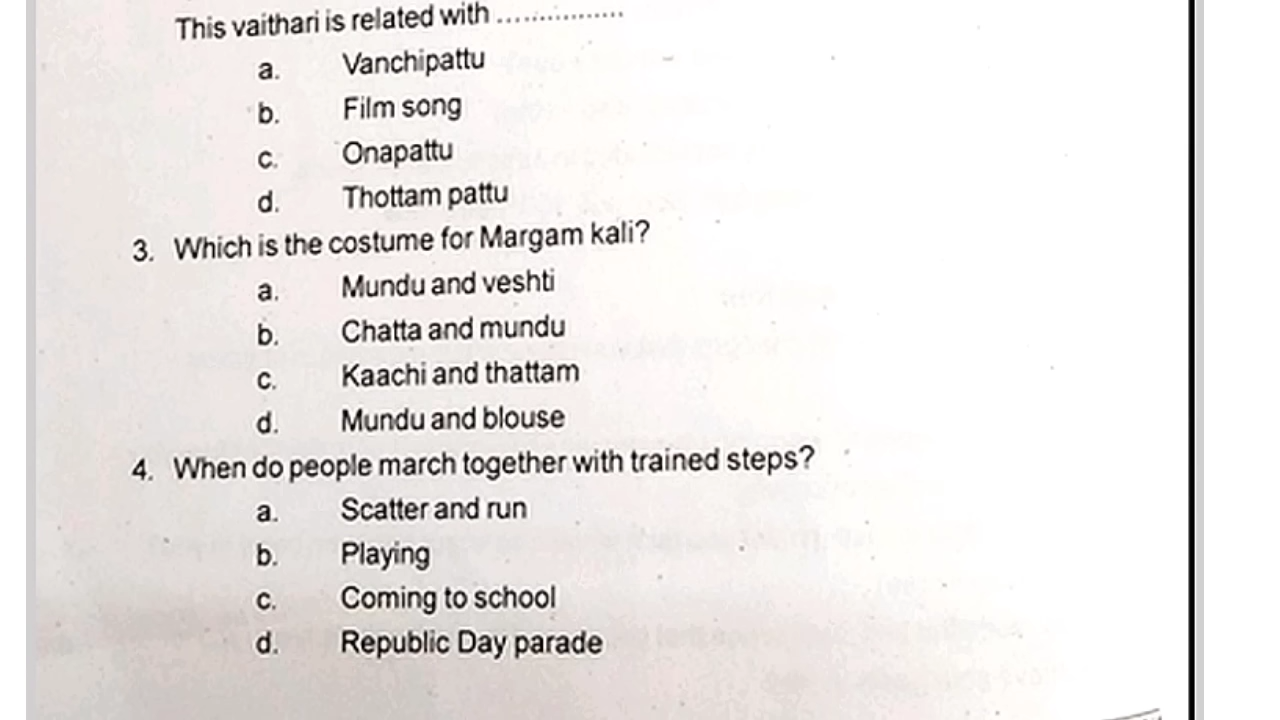 This vaithari is related with ................
a. Vanchipattu
b. Film song
c. Onapattu
d. Thottam pattu
3. Which is the costume for Margam kali?
a. Mundu and veshti
b. Chatta and mundu
c. Kaachi and thattam
d. Mundu and blouse
4. When do people march together with trained steps?
a. Scatter and run
b. Playing
c. Coming to school
d. Republic Day parade